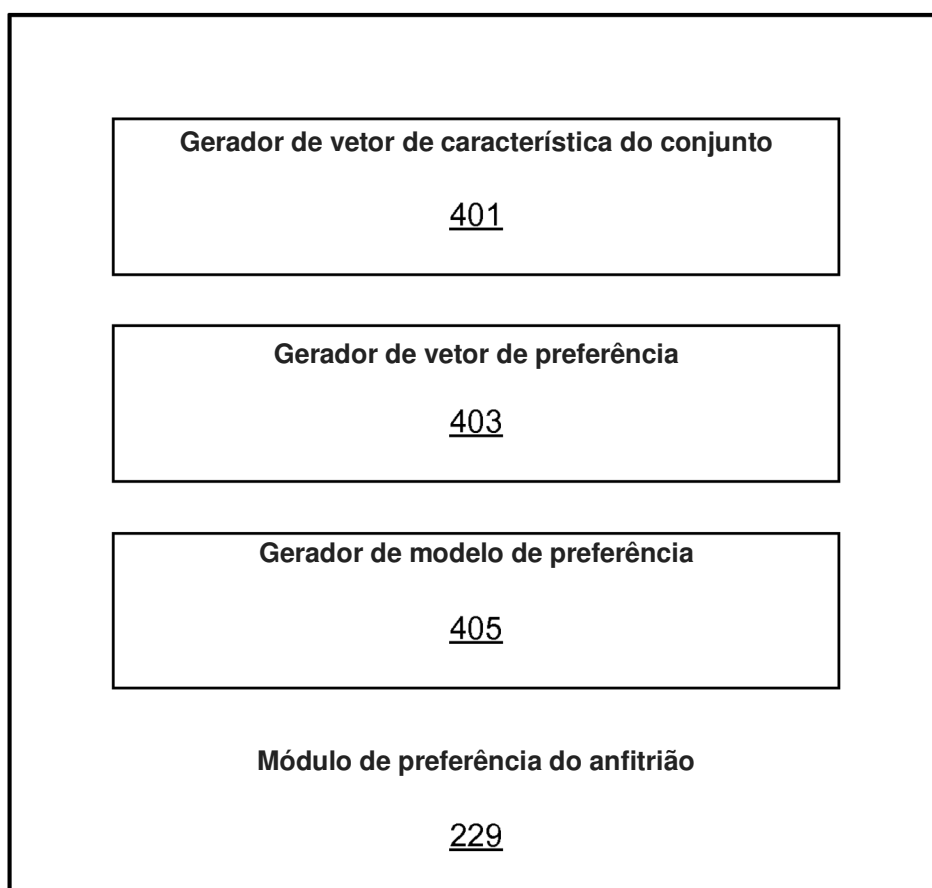 Gerador de vetor de característica do conjunto
401
Gerador de vetor de preferência
403
Gerador de modelo de preferência
405
Módulo de preferência do anfitrião
229